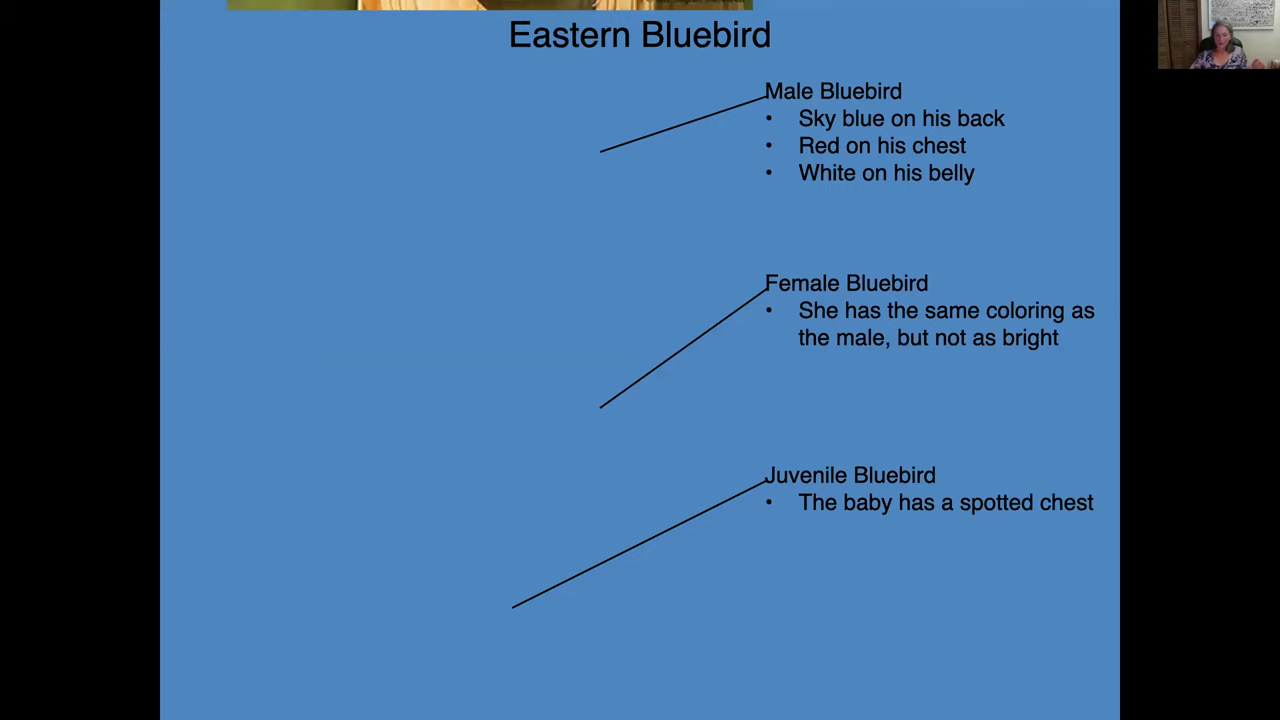 Eastern Bluebird
Male Bluebird
• Sky blue on his back
• Red on his chest
• White on his belly
Female Bluebird
• She has the same coloring as
the male, but not as bright
Juvenile Bluebird
• The baby has a spotted chest